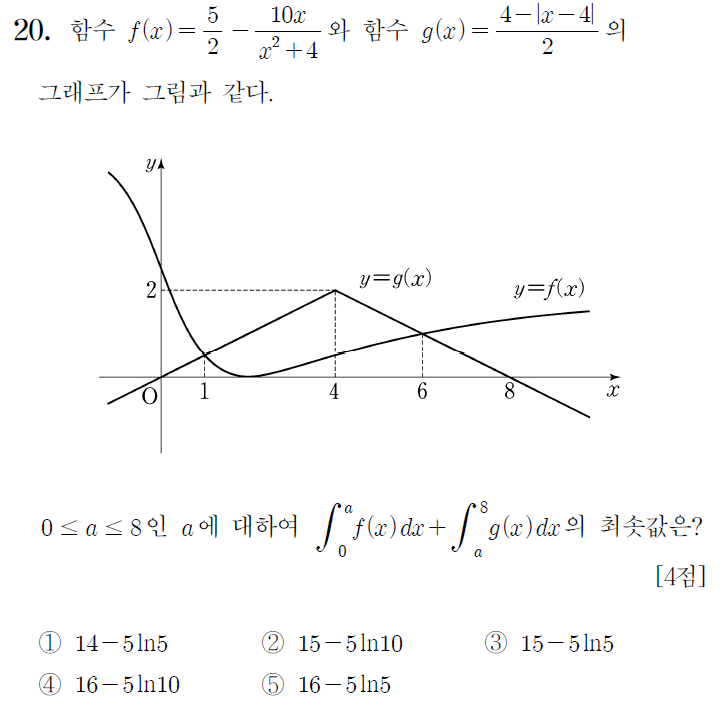 20. 함수 f(x) = 5/2 − 10x/(x²+4) 와 함수 g(x) = (4−|x−4|)/2 의
그래프가 그림과 같다.
y
2
y=g(x)
y=f(x)
O 1 4 6 8 x
0 ≤ a ≤ 8인 a에 대하여 ∫₀ᵃ f(x)dx + ∫ₐ⁸ g(x)dx의 최솟값은?
[4점]
① 14−5ln5 ② 15−5ln10 ③ 15−5ln5
④ 16−5ln10 ⑤ 16−5ln5